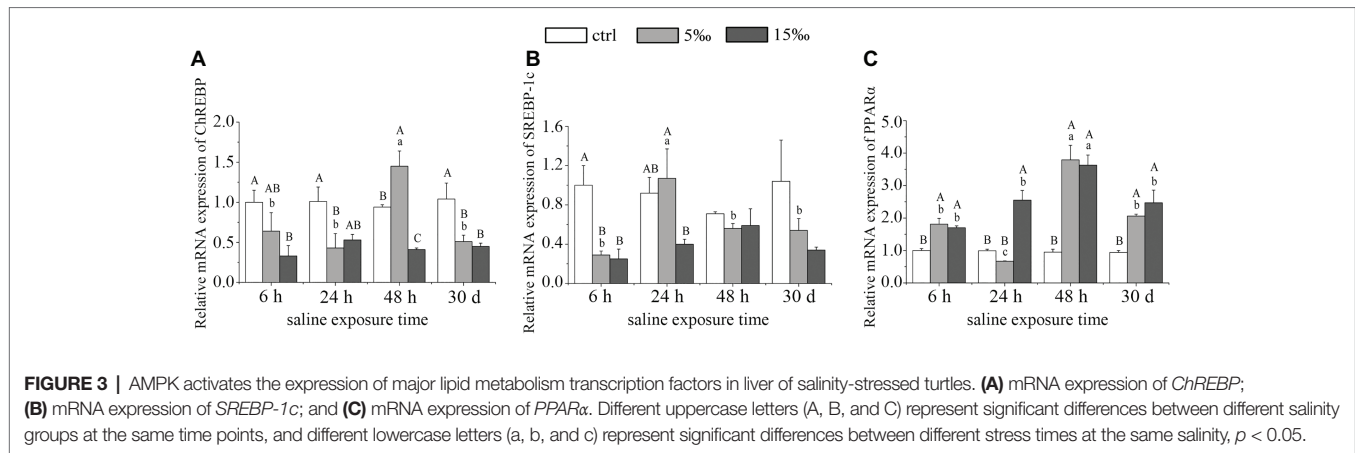 ctrl 5‰ 15‰
A
Relative mRNA expression of ChREBP
2.0
1.5
1.0
0.5
0.0
A AB b B
A B b AB
B A a C
A B b B
6 h 24 h 48 h 30 d
saline exposure time
B
Relative mRNA expression of SREBP-1c
1.6
1.2
0.8
0.4
0.0
A B b B
AB A a B
b
b
6 h 24 h 48 h 30 d
saline exposure time
C
Relative mRNA expression of PPARα
5.0
4.0
3.0
2.0
1.0
0.0
B A b A b
B B c A b
B A a A a
B A b A b
6 h 24 h 48 h 30 d
saline exposure time
FIGURE 3 | AMPK activates the expression of major lipid metabolism transcription factors in liver of salinity-stressed turtles. (A) mRNA expression of ChREBP;
(B) mRNA expression of SREBP-1c; and (C) mRNA expression of PPARα. Different uppercase letters (A, B, and C) represent significant differences between different salinity
groups at the same time points, and different lowercase letters (a, b, and c) represent significant differences between different stress times at the same salinity, p < 0.05.